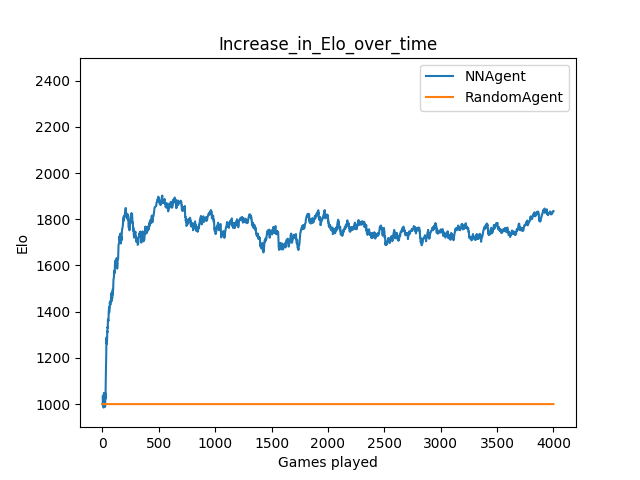 Increase_in_Elo_over_time
NNAgent
RandomAgent
2400
2200
2000
1800
1600
1400
1200
1000
Elo
0 500 1000 1500 2000 2500 3000 3500 4000
Games played